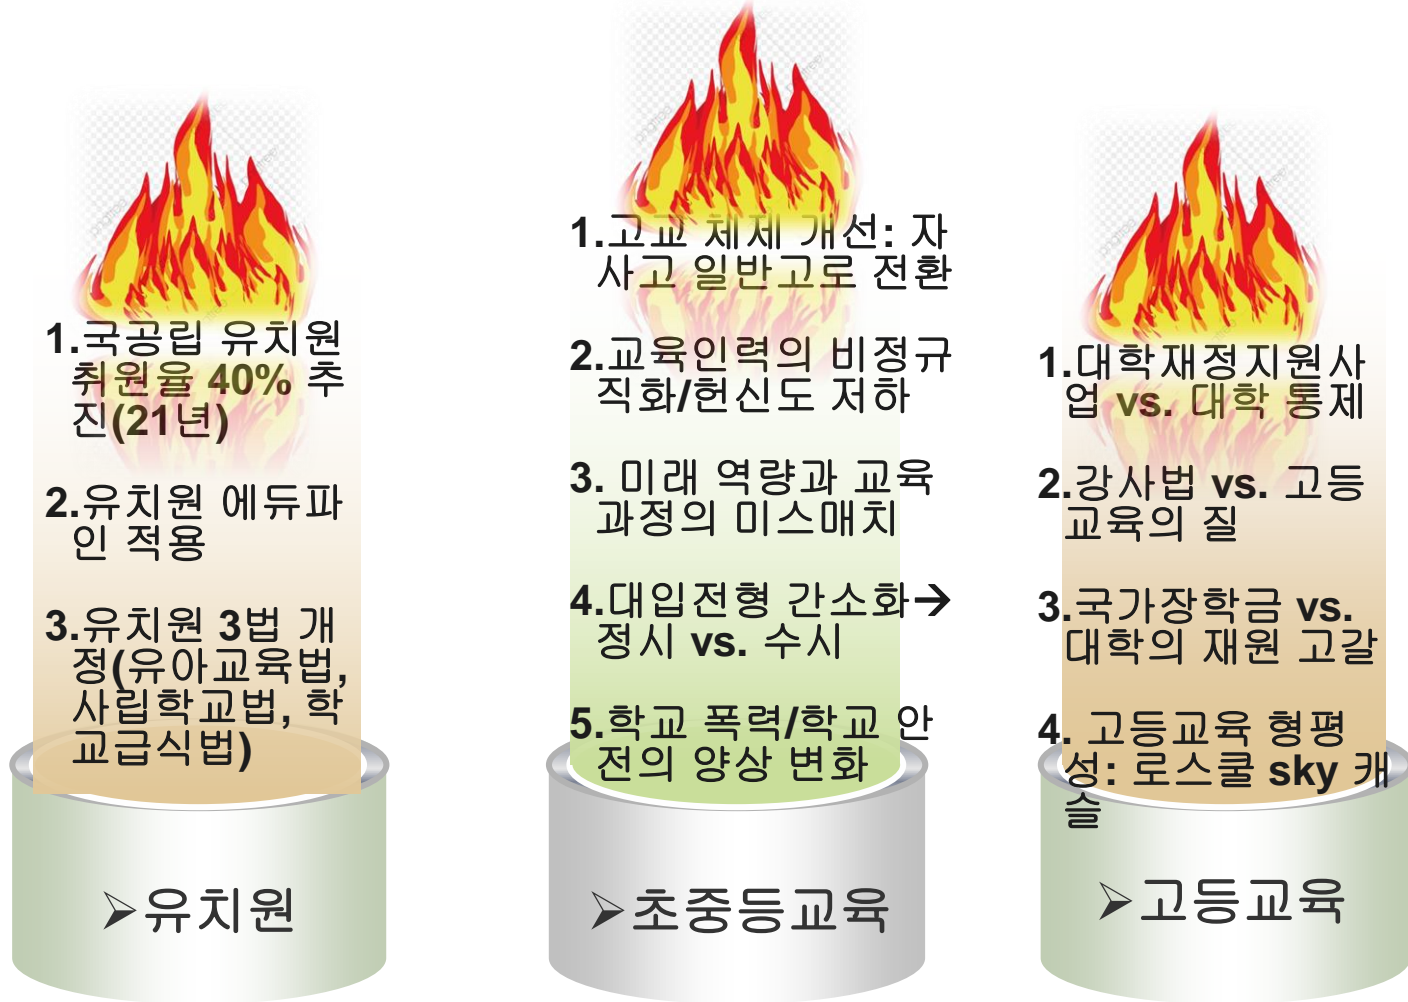 1.국공립 유치원
취원율 40% 추
진(21년)
2.유치원 에듀파
인 적용
3.유치원 3법 개
정(유아교육법,
사립학교법, 학
교급식법)
➢유치원
1.고교 체제 개선: 자
사고 일반고로 전환
2.교육인력의 비정규
직화/헌신도 저하
3. 미래 역량과 교육
과정의 미스매치
4.대입전형 간소화→
정시 vs. 수시
5.학교 폭력/학교 안
전의 양상 변화
➢초중등교육
1.대학재정지원사
업 vs. 대학 통제
2.강사법 vs. 고등
교육의 질
3.국가장학금 vs.
대학의 재원 고갈
4. 고등교육 형평
성: 로스쿨 sky 캐
슬
➢고등교육